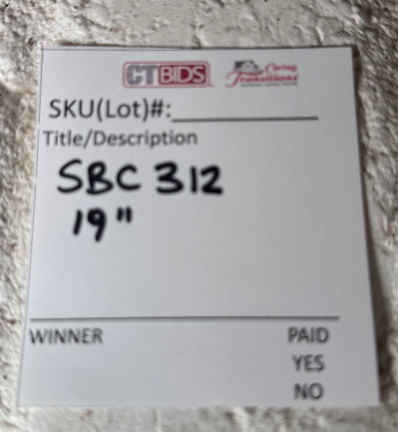 CTBIDS Caring Transitions
SKU(Lot)#:
Title/Description
SBC 312
19"
WINNER PAID
YES
NO